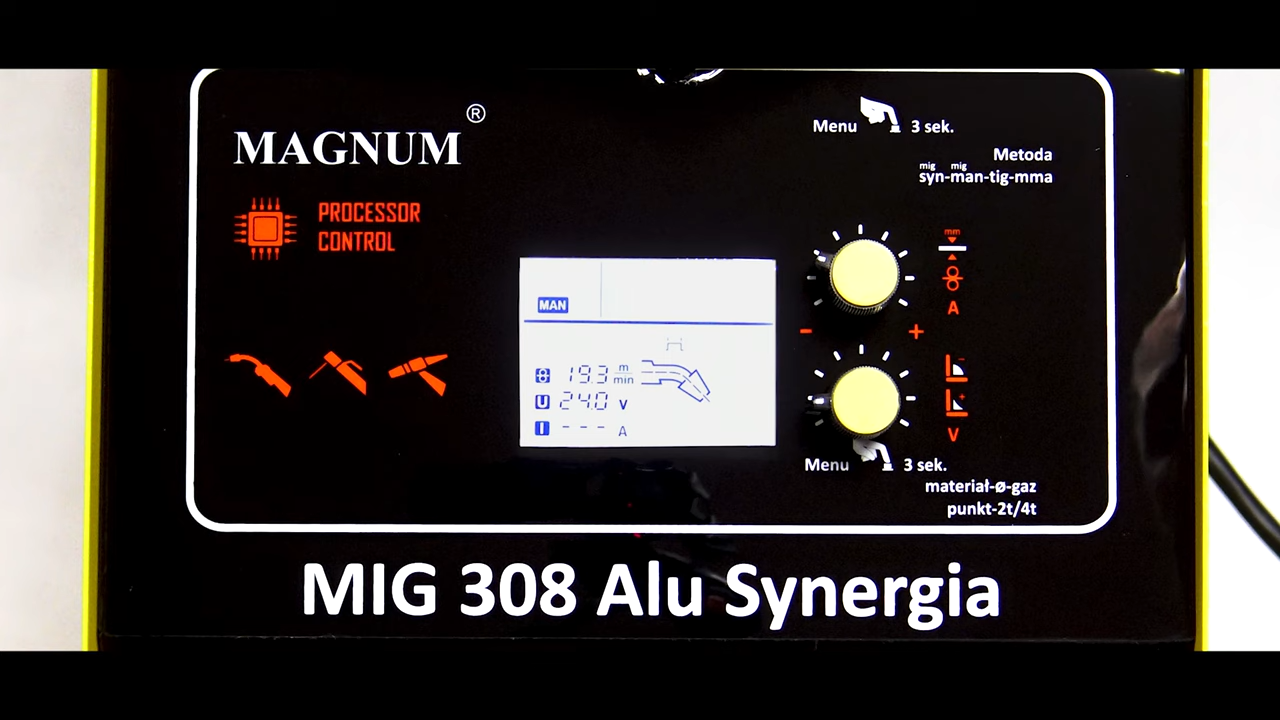 MAGNUM®
PROCESSOR
CONTROL
Menu 3 sek.
Metoda
mig mig
syn-man-tig-mma
mm
A
- +
- 
+
V
MAN
19.3 m/min
U 24.0 V
I - - - A
Menu 3 sek.
materiał-ø-gaz
punkt-2t/4t
MIG 308 Alu Synergia